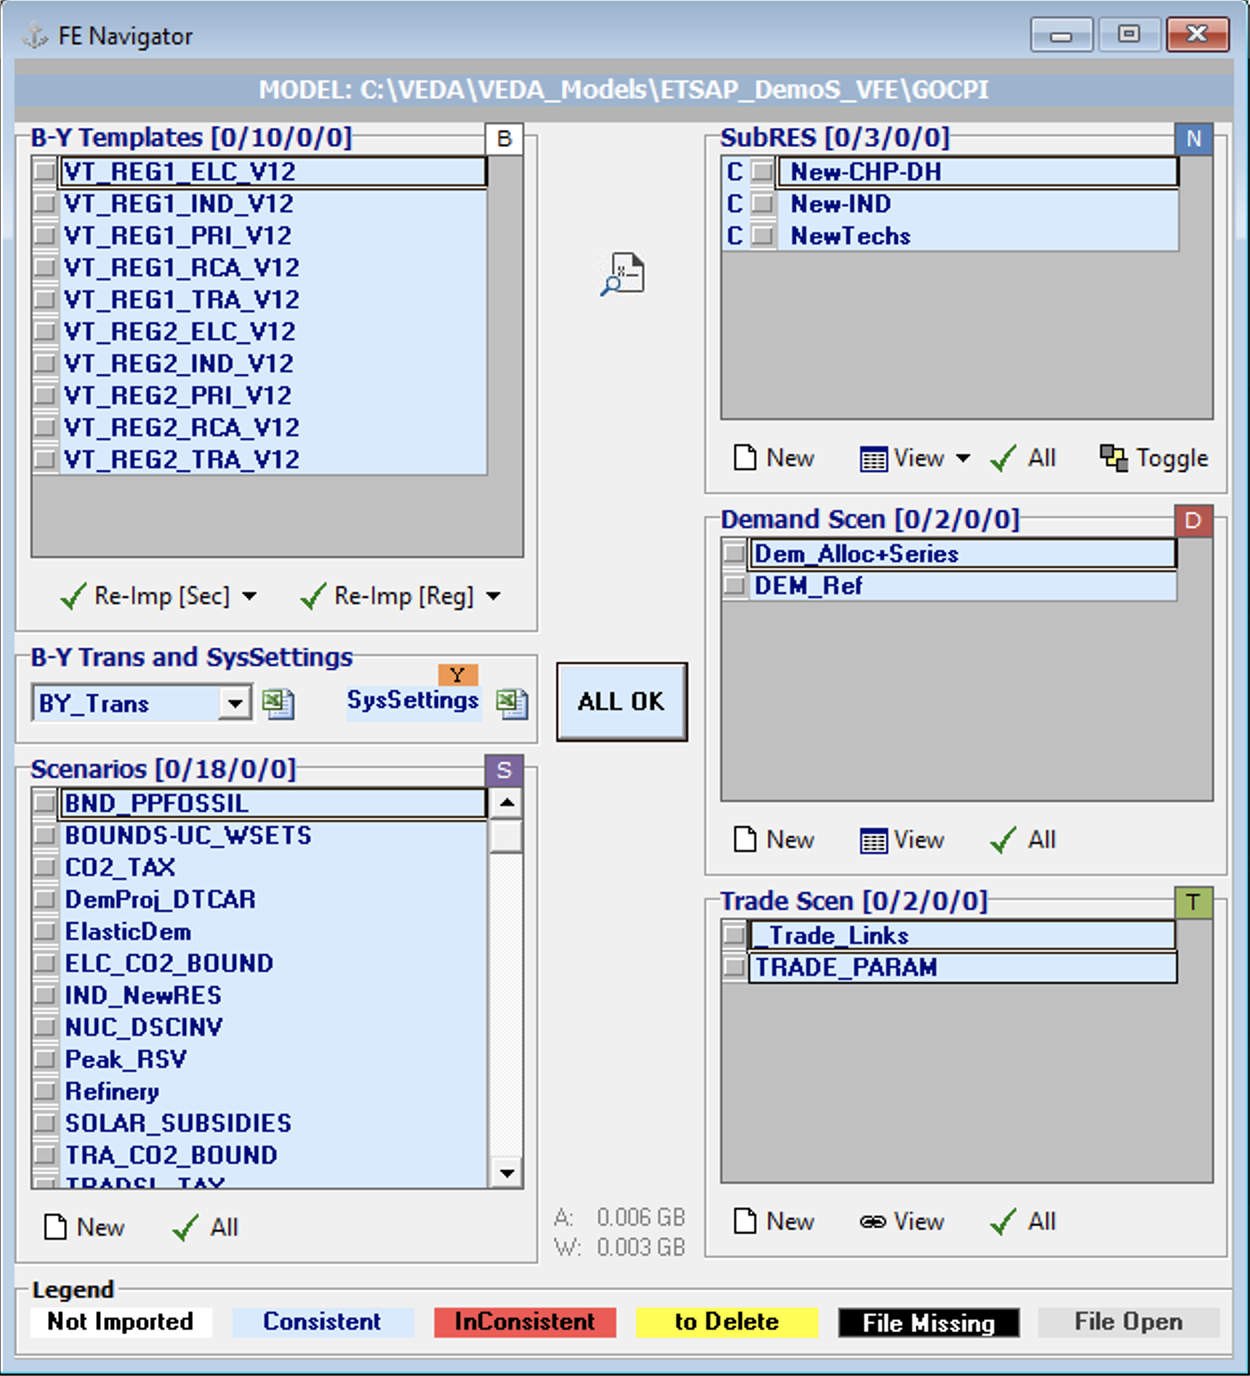 FE Navigator
MODEL: C:\VEDA\VEDA_Models\ETSAP_DemoS_VFE\GOCPI
B-Y Templates [0/10/0/0]
B
VT_REG1_ELC_V12
VT_REG1_IND_V12
VT_REG1_PRI_V12
VT_REG1_RCA_V12
VT_REG1_TRA_V12
VT_REG2_ELC_V12
VT_REG2_IND_V12
VT_REG2_PRI_V12
VT_REG2_RCA_V12
VT_REG2_TRA_V12
Re-Imp [Sec]
Re-Imp [Reg]
B-Y Trans and SysSettings
Y
BY_Trans
SysSettings
Scenarios [0/18/0/0]
S
BND_PPFOSSIL
BOUNDS-UC_WSETS
CO2_TAX
DemProj_DTCAR
ElasticDem
ELC_CO2_BOUND
IND_NewRES
NUC_DSCINV
Peak_RSV
Refinery
SOLAR_SUBSIDIES
TRA_CO2_BOUND
TRADSL_TAX
New
All
ALL OK
A: 0.006 GB
W: 0.003 GB
SubRES [0/3/0/0]
N
C New-CHP-DH
C New-IND
C NewTechs
New
View
All
Toggle
Demand Scen [0/2/0/0]
D
Dem_Alloc+Series
DEM_Ref
New
View
All
Trade Scen [0/2/0/0]
T
_Trade_Links
TRADE_PARAM
New
View
All
Legend
Not Imported
Consistent
InConsistent
to Delete
File Missing
File Open